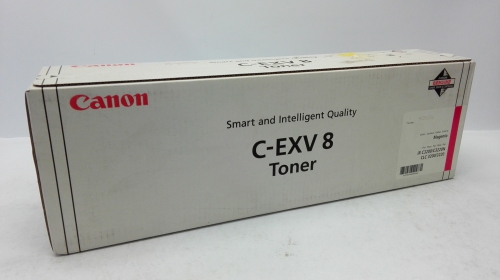 Canon
Smart and Intelligent Quality
C-EXV 8
Toner
Magenta